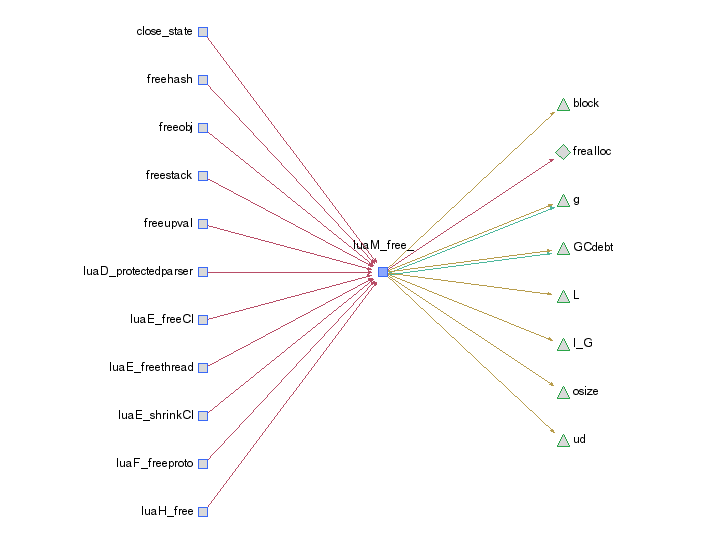 close_state
freehash
freeobj
freestack
freeupval
luaD_protectedparser
luaE_freeCI
luaE_freethread
luaE_shrinkCI
luaF_freeproto
luaH_free
luaM_free_
block
frealloc
g
GCdebt
L
l_G
osize
ud